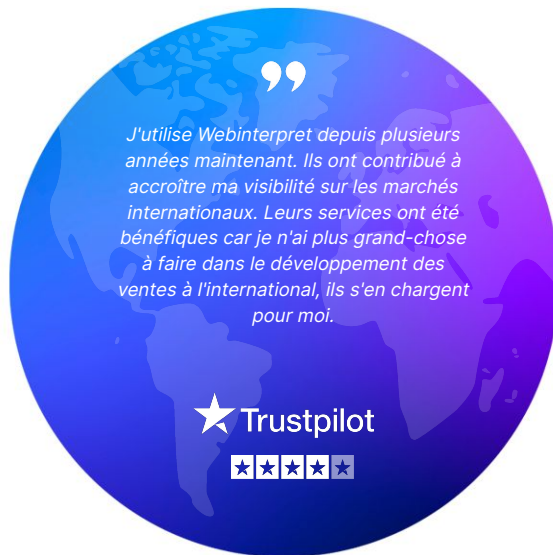 ”
J'utilise Webinterpret depuis plusieurs
années maintenant. Ils ont contribué à
accroître ma visibilité sur les marchés
internationaux. Leurs services ont été
bénéfiques car je n'ai plus grand-chose
à faire dans le développement des
ventes à l'international, ils s'en chargent
pour moi.
Trustpilot